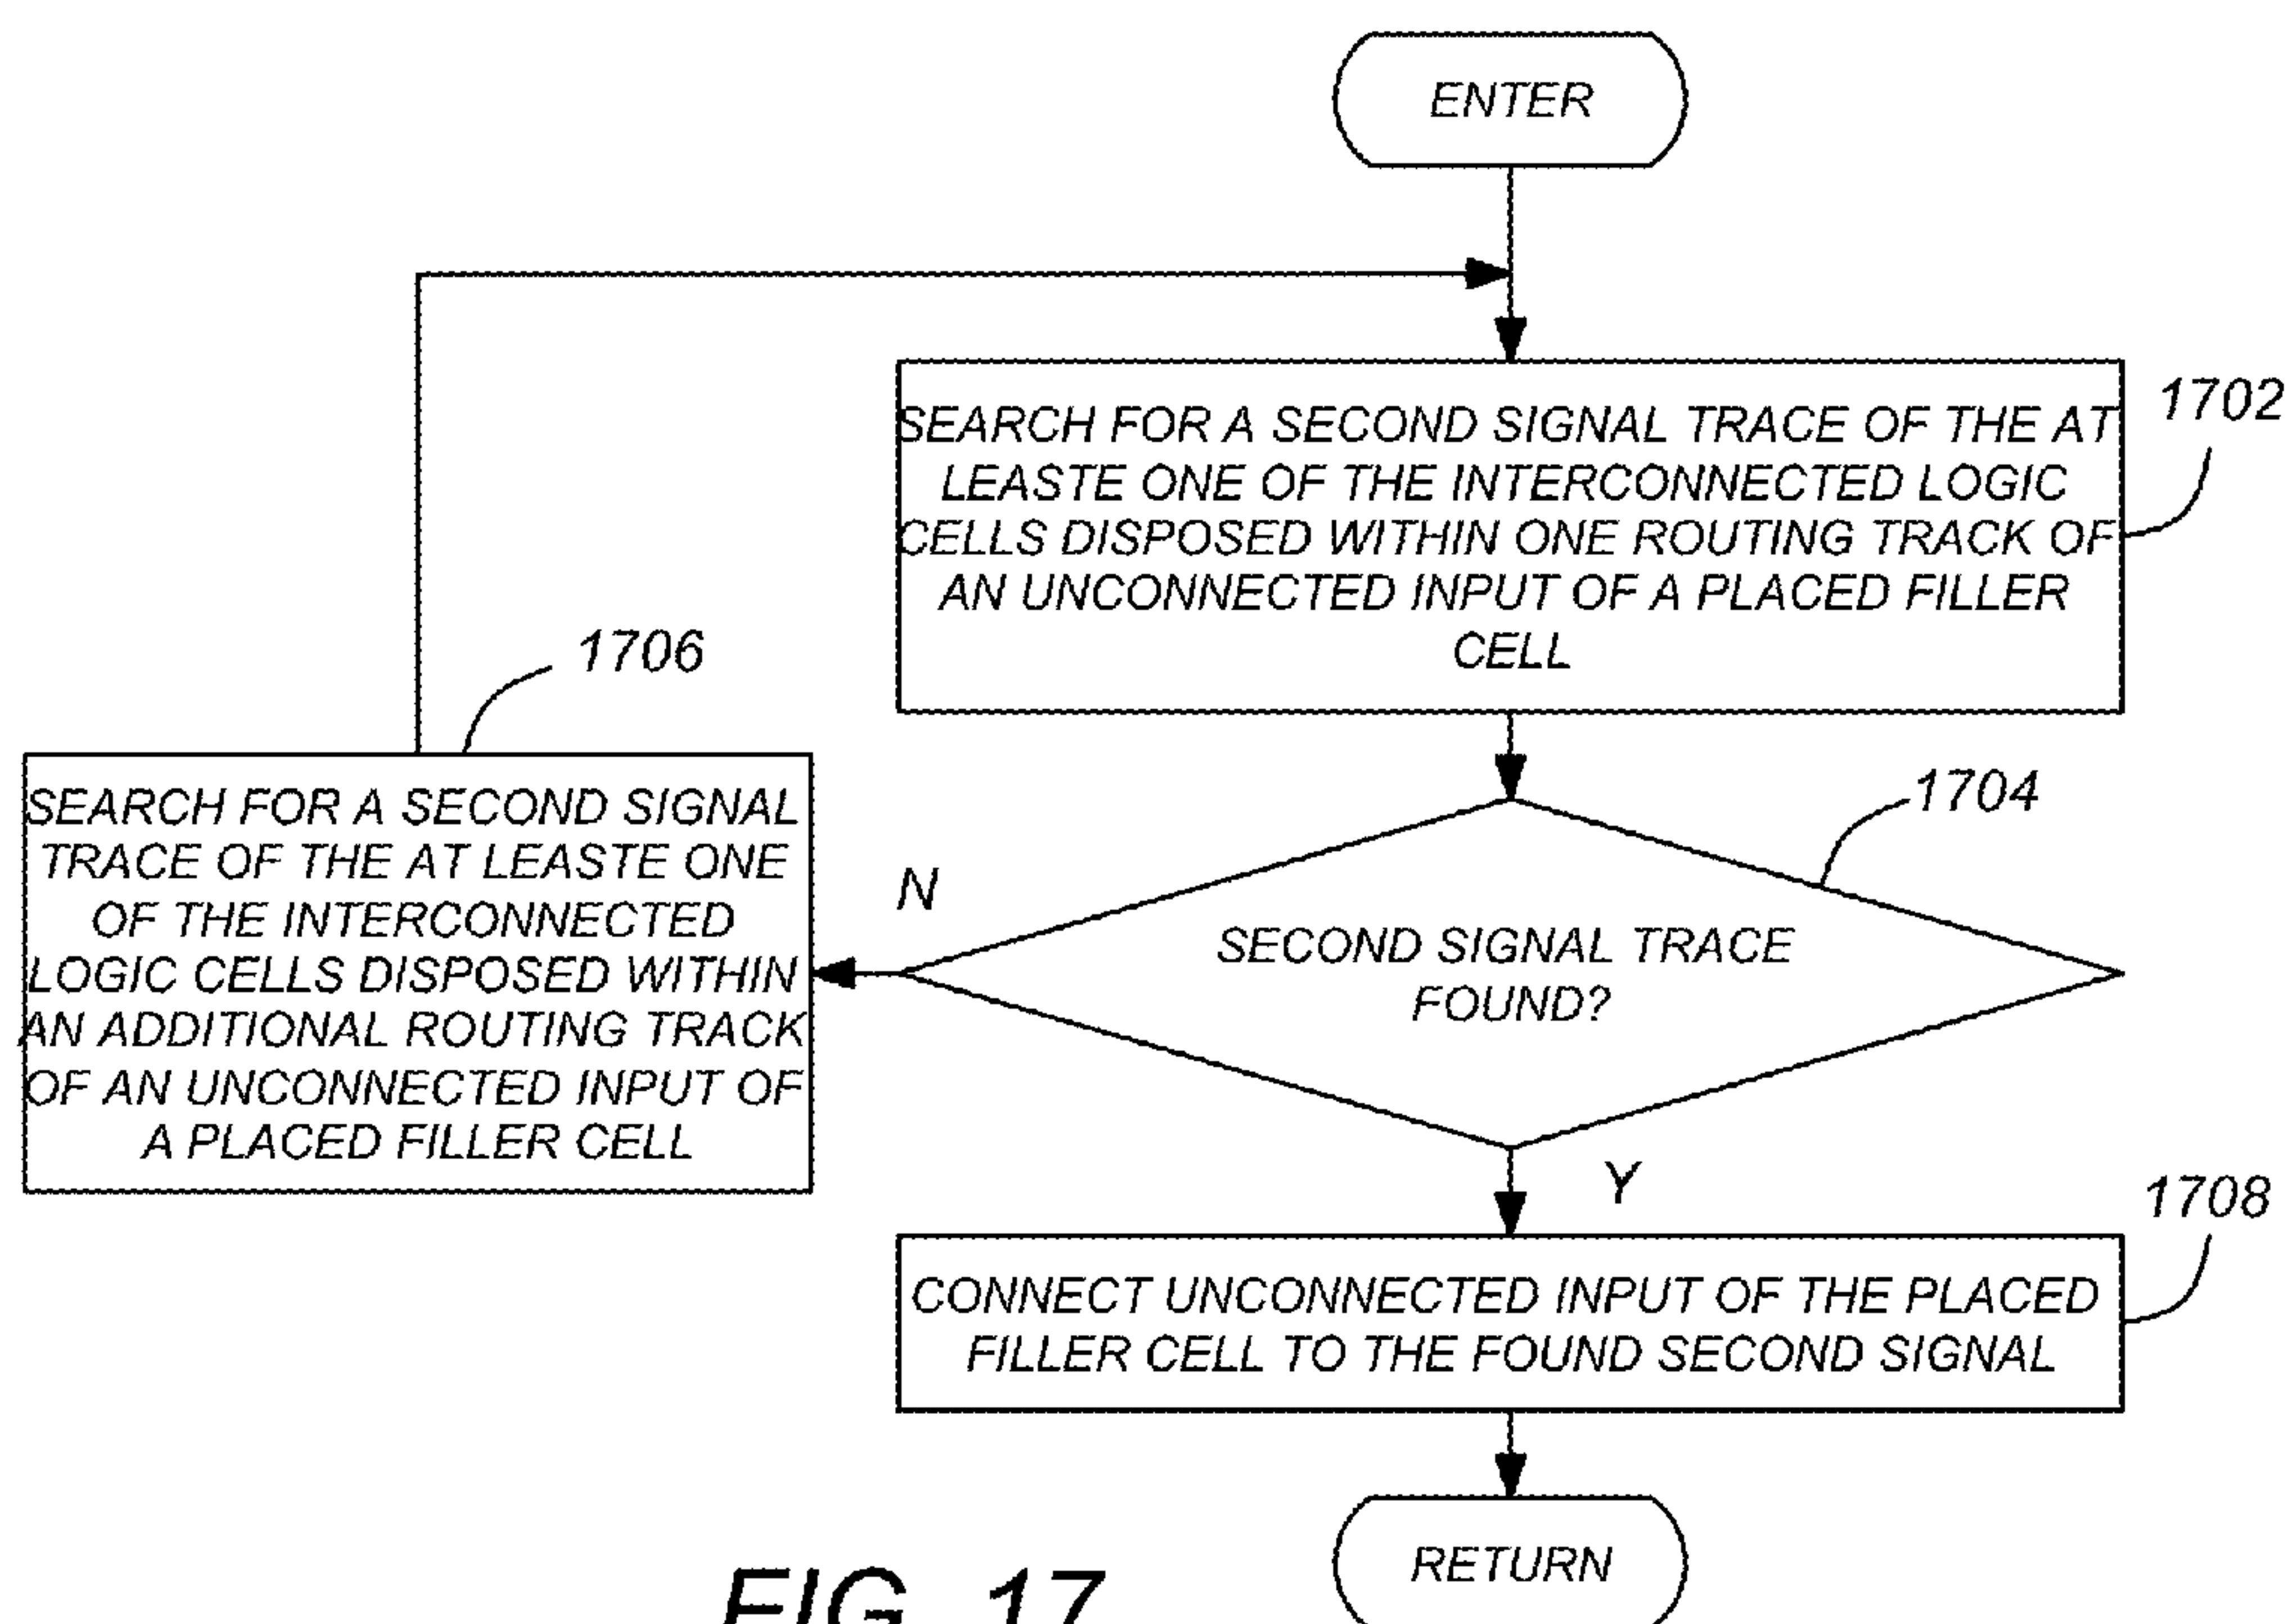 ENTER
SEARCH FOR A SECOND SIGNAL TRACE OF THE AT
LEASTE ONE OF THE INTERCONNECTED LOGIC
CELLS DISPOSED WITHIN ONE ROUTING TRACK OF
AN UNCONNECTED INPUT OF A PLACED FILLER
CELL
1702
1706
SEARCH FOR A SECOND SIGNAL
TRACE OF THE AT LEASTE ONE
OF THE INTERCONNECTED
LOGIC CELLS DISPOSED WITHIN
AN ADDITIONAL ROUTING TRACK
OF AN UNCONNECTED INPUT OF
A PLACED FILLER CELL
1704
N
SECOND SIGNAL TRACE
FOUND?
Y
1708
CONNECT UNCONNECTED INPUT OF THE PLACED
FILLER CELL TO THE FOUND SECOND SIGNAL
RETURN
FIG. 17